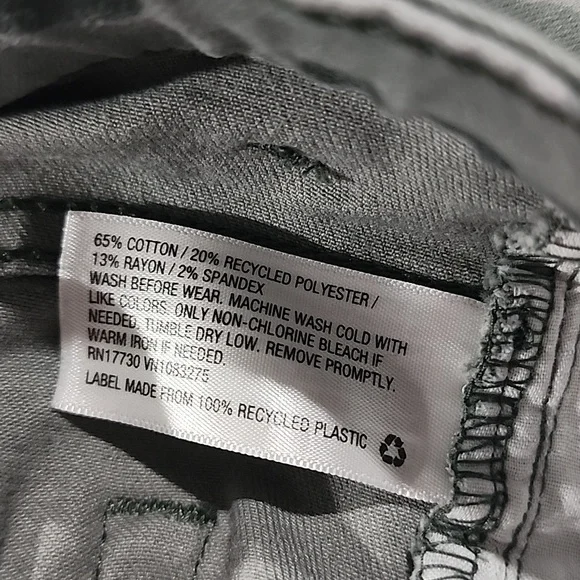 65% COTTON / 20% RECYCLED POLYESTER /
13% RAYON / 2% SPANDEX
WASH BEFORE WEAR. MACHINE WASH COLD WITH
LIKE COLORS. ONLY NON-CHLORINE BLEACH IF
NEEDED. TUMBLE DRY LOW. REMOVE PROMPTLY.
WARM IRON IF NEEDED.
RN17730 VN1083275
LABEL MADE FROM 100% RECYCLED PLASTIC